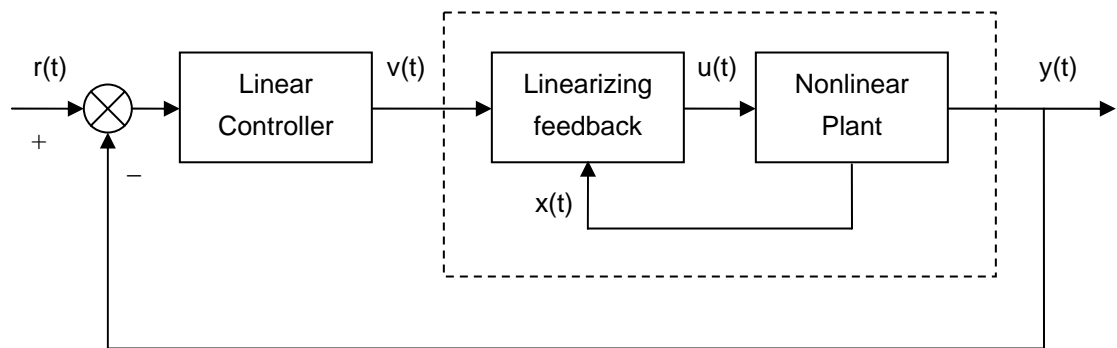 r(t)
+
−
Linear
Controller
v(t)
Linearizing
feedback
x(t)
u(t)
Nonlinear
Plant
y(t)